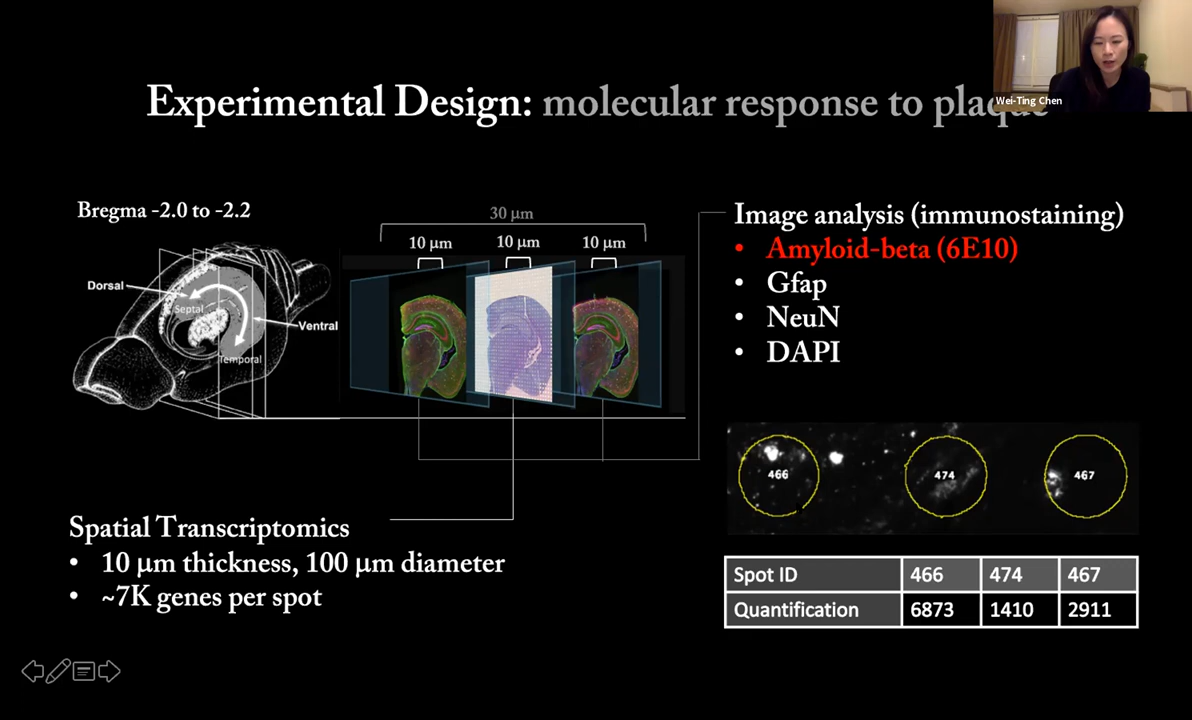 Wei-Ting Chen
Experimental Design: molecular response to plaque
Bregma -2.0 to -2.2
30 µm
10 µm
10 µm
10 µm
Dorsal
Septal
Ventral
Temporal
Image analysis (immunostaining)
• Amyloid-beta (6E10)
• Gfap
• NeuN
• DAPI
466
474
467
Spatial Transcriptomics
• 10 µm thickness, 100 µm diameter
• ~7K genes per spot
Spot ID 466 474 467
Quantification 6873 1410 2911